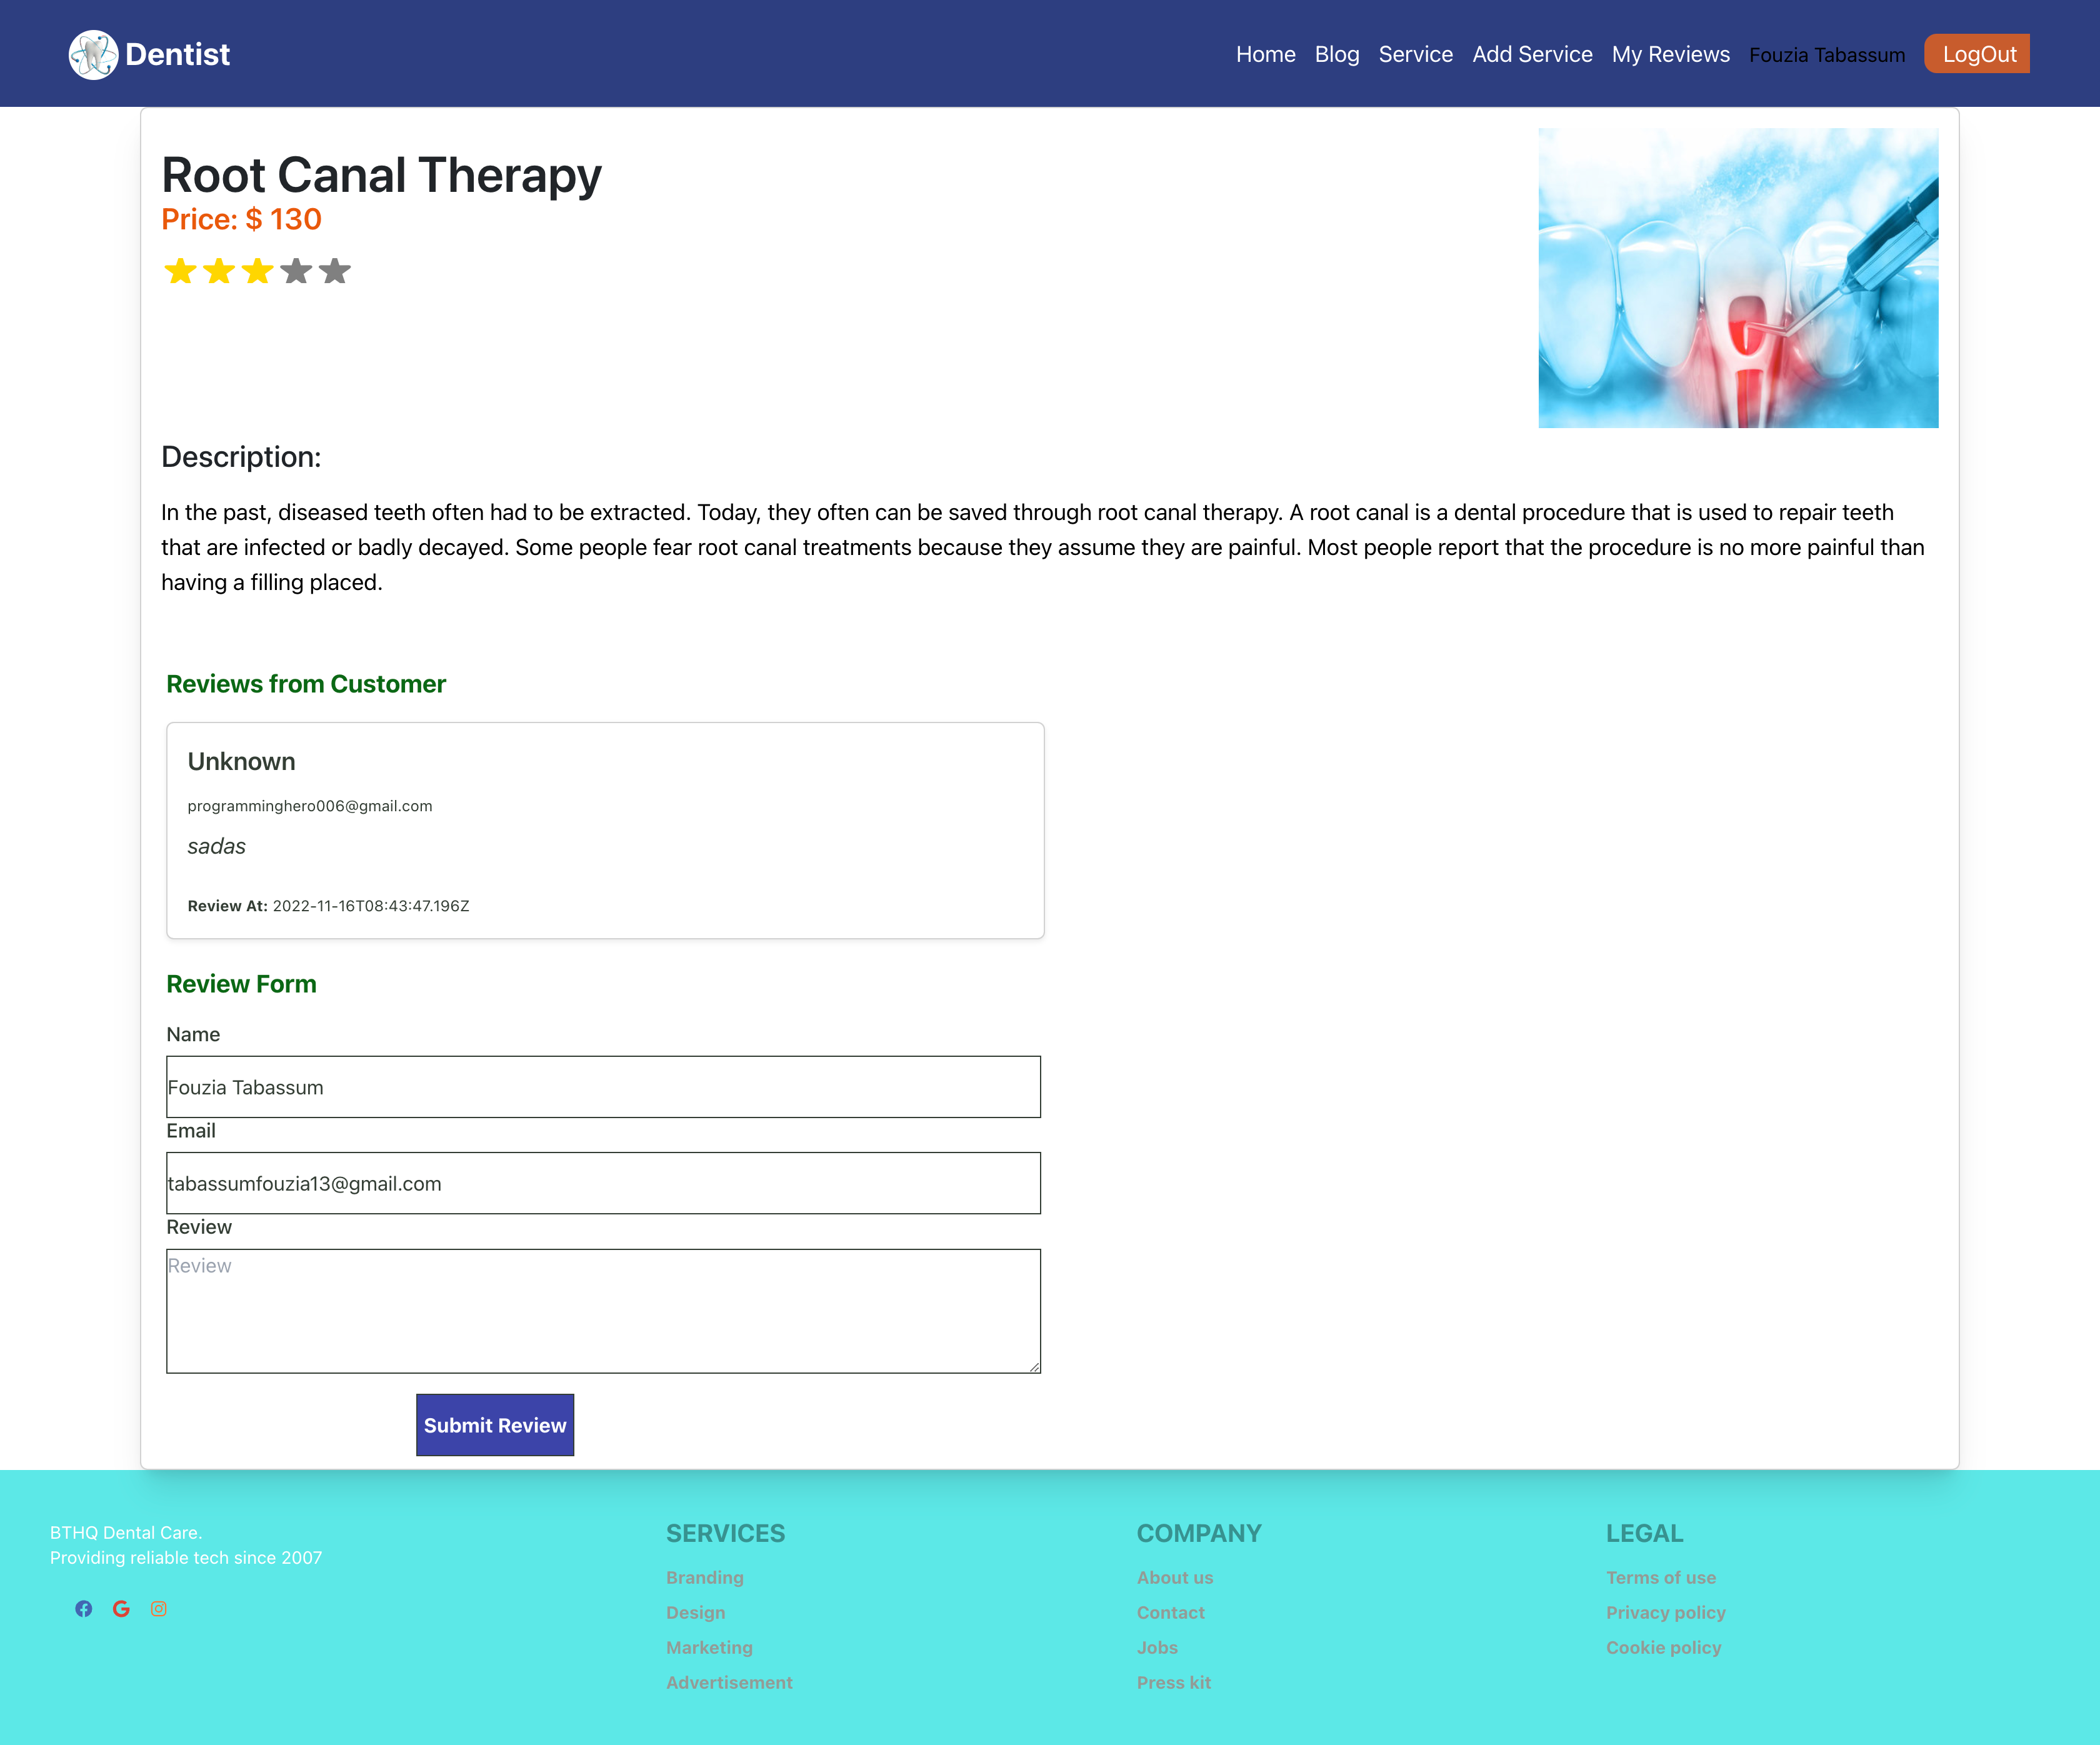 Dentist
Home Blog Service Add Service My Reviews Fouzia Tabassum LogOut
Root Canal Therapy
Price: $ 130
Description:
In the past, diseased teeth often had to be extracted. Today, they often can be saved through root canal therapy. A root canal is a dental procedure that is used to repair teeth
that are infected or badly decayed. Some people fear root canal treatments because they assume they are painful. Most people report that the procedure is no more painful than
having a filling placed.
Reviews from Customer
Unknown
programminghero006@gmail.com
sadas
Review At: 2022-11-16T08:43:47.196Z
Review Form
Name
Fouzia Tabassum
Email
tabassumfouzia13@gmail.com
Review
Review
Submit Review
BTHQ Dental Care.
Providing reliable tech since 2007
SERVICES
Branding
Design
Marketing
Advertisement
COMPANY
About us
Contact
Jobs
Press kit
LEGAL
Terms of use
Privacy policy
Cookie policy